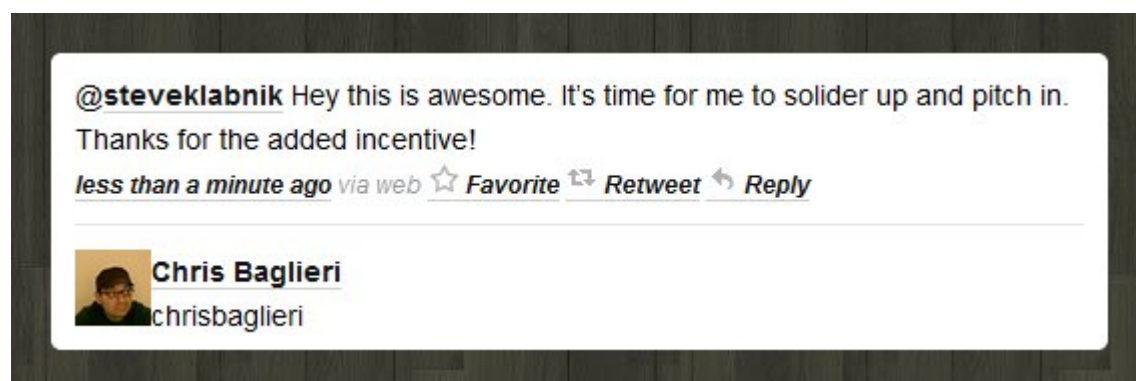 @steveklabnik Hey this is awesome. It's time for me to solider up and pitch in.
Thanks for the added incentive!
less than a minute ago via web Favorite Retweet Reply
Chris Baglieri
chrisbaglieri